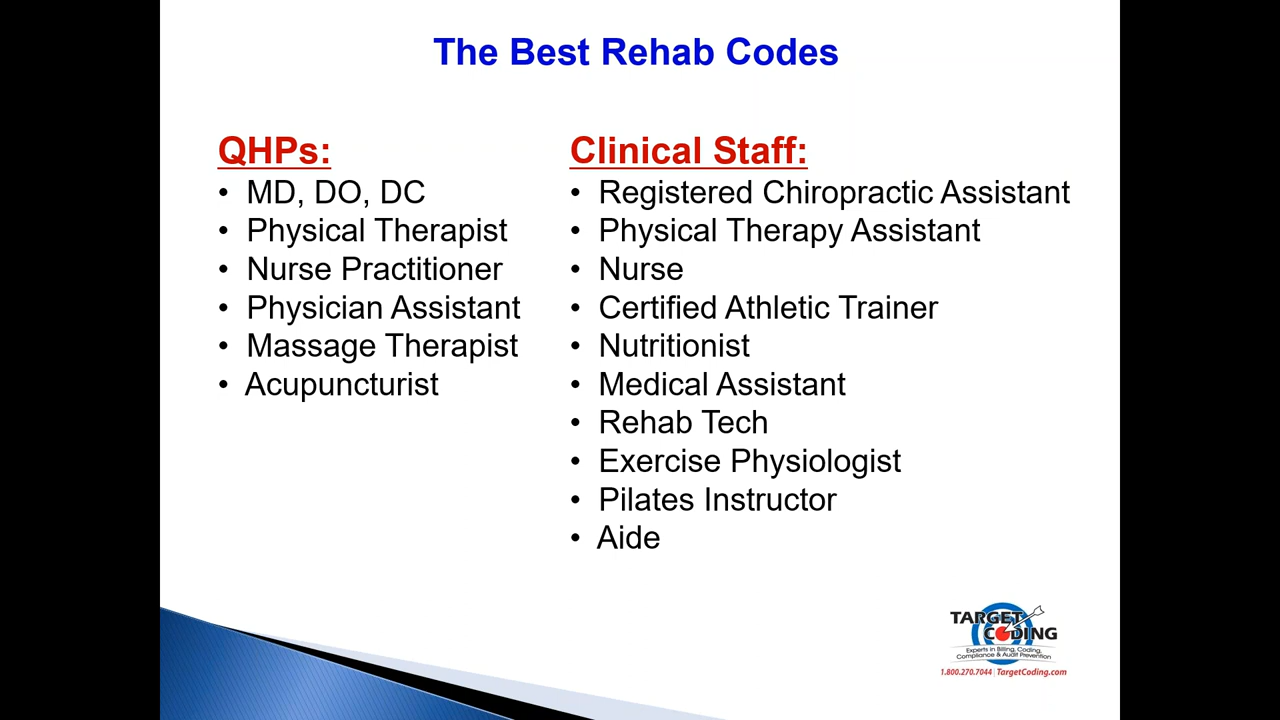 The Best Rehab Codes
QHPs:
• MD, DO, DC
• Physical Therapist
• Nurse Practitioner
• Physician Assistant
• Massage Therapist
• Acupuncturist
Clinical Staff:
• Registered Chiropractic Assistant
• Physical Therapy Assistant
• Nurse
• Certified Athletic Trainer
• Nutritionist
• Medical Assistant
• Rehab Tech
• Exercise Physiologist
• Pilates Instructor
• Aide
TARGET
CODING
Experts in Billing, Coding,
Compliance & Audit Prevention
1.800.270.7044 | TargetCoding.com